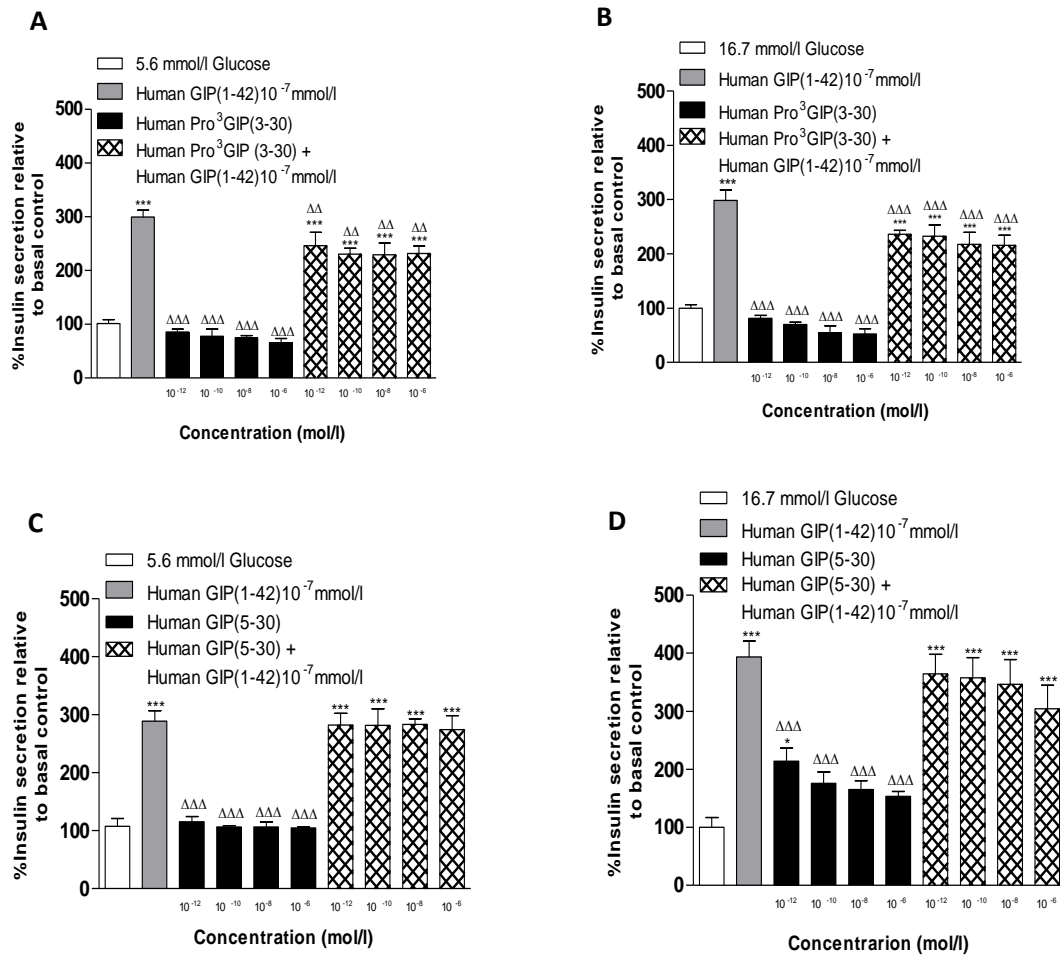 A
5.6 mmol/l Glucose
Human GIP(1-42)10⁻⁷mmol/l
Human Pro³GIP(3-30)
Human Pro³GIP (3-30) +
Human GIP(1-42)10⁻⁷mmol/l
%Insulin secretion relative
to basal control
500
400
300
200
100
0
***
ΔΔΔ ΔΔΔ ΔΔΔ ΔΔΔ
ΔΔ ΔΔ ΔΔ ΔΔ
*** *** *** ***
10⁻¹² 10⁻¹⁰ 10⁻⁸ 10⁻⁶ 10⁻¹² 10⁻¹⁰ 10⁻⁸ 10⁻⁶
Concentration (mol/l)
B
16.7 mmol/l Glucose
Human GIP(1-42)10⁻⁷mmol/l
Human Pro³GIP(3-30)
Human Pro³GIP(3-30) +
Human GIP(1-42)10⁻⁷mmol/l
%Insulin secretion relative
to basal control
500
400
300
200
100
0
***
ΔΔΔ ΔΔΔ ΔΔΔ ΔΔΔ
ΔΔΔ ΔΔΔ ΔΔΔ ΔΔΔ
*** *** *** ***
10⁻¹² 10⁻¹⁰ 10⁻⁸ 10⁻⁶ 10⁻¹² 10⁻¹⁰ 10⁻⁸ 10⁻⁶
Concentration (mol/l)
C
5.6 mmol/l Glucose
Human GIP(1-42)10⁻⁷mmol/l
Human GIP(5-30)
Human GIP(5-30) +
Human GIP(1-42)10⁻⁷mmol/l
%Insulin secretion relative
to basal control
500
400
300
200
100
0
***
ΔΔΔ ΔΔΔ ΔΔΔ ΔΔΔ
*** *** *** ***
10⁻¹² 10⁻¹⁰ 10⁻⁸ 10⁻⁶ 10⁻¹² 10⁻¹⁰ 10⁻⁸ 10⁻⁶
Concentration (mol/l)
D
16.7 mmol/l Glucose
Human GIP(1-42)10⁻⁷mmol/l
Human GIP(5-30)
Human GIP(5-30) +
Human GIP(1-42)10⁻⁷mmol/l
%Insulin secretion relative
to basal control
500
400
300
200
100
0
***
ΔΔΔ ΔΔΔ ΔΔΔ ΔΔΔ
*
*** *** *** ***
10⁻¹² 10⁻¹⁰ 10⁻⁸ 10⁻⁶ 10⁻¹² 10⁻¹⁰ 10⁻⁸ 10⁻⁶
Concentrarion (mol/l)